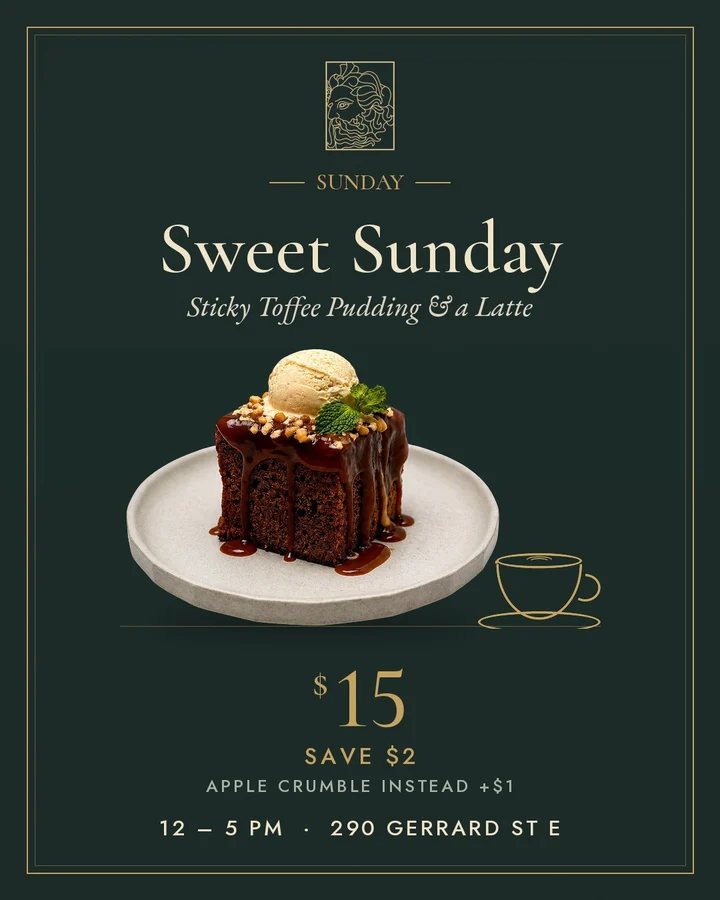 SUNDAY
Sweet Sunday
Sticky Toffee Pudding & a Latte
$15
SAVE $2
APPLE CRUMBLE INSTEAD +$1
12 – 5 PM · 290 GERRARD ST E